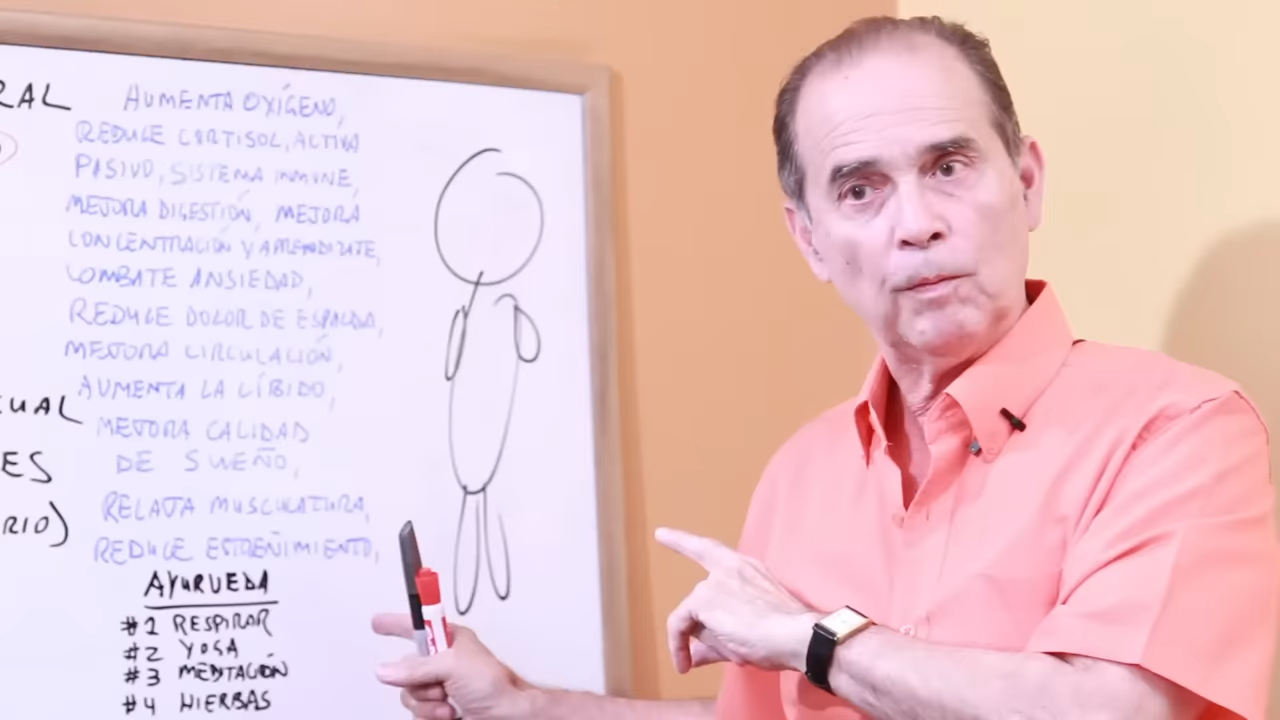 RAL
AUMENTA OXÍGENO,
REDUCE CORTISOL, ACTIVA
PASIVO, SISTEMA INMUNE,
MEJORA DIGESTIÓN, MEJORA
CONCENTRACIÓN Y APRENDIZATE,
COMBATE ANSIEDAD,
REDUCE DOLOR DE ESPALDA,
MEJORA CIRCULACIÓN,
AUMENTA LA LÍBIDO,
MEJORA CALIDAD
DE SUEÑO,
RELAJA MUSCULATURA,
REDUCE ESTREÑIMIENTO,
UAL
ES
RIO)
AYURVEDA
#1 RESPIRAR
#2 YOGA
#3 MEDITACIÓN
#4 HIERBAS